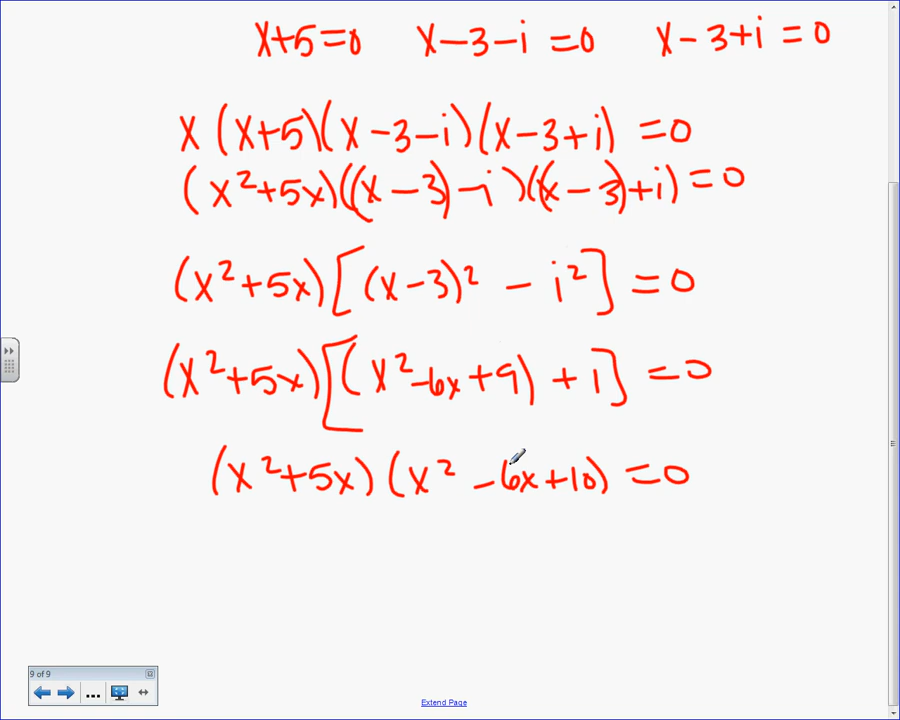 x+5=0 x-3-i=0 x-3+i=0
x(x+5)(x-3-i)(x-3+i)=0
(x²+5x)((x-3)-i)((x-3)+i)=0
(x²+5x)[(x-3)²-i²]=0
(x²+5x)[(x²-6x+9)+1]=0
(x²+5x)(x²-6x+10)=0
9 of 9
...
Extend Page